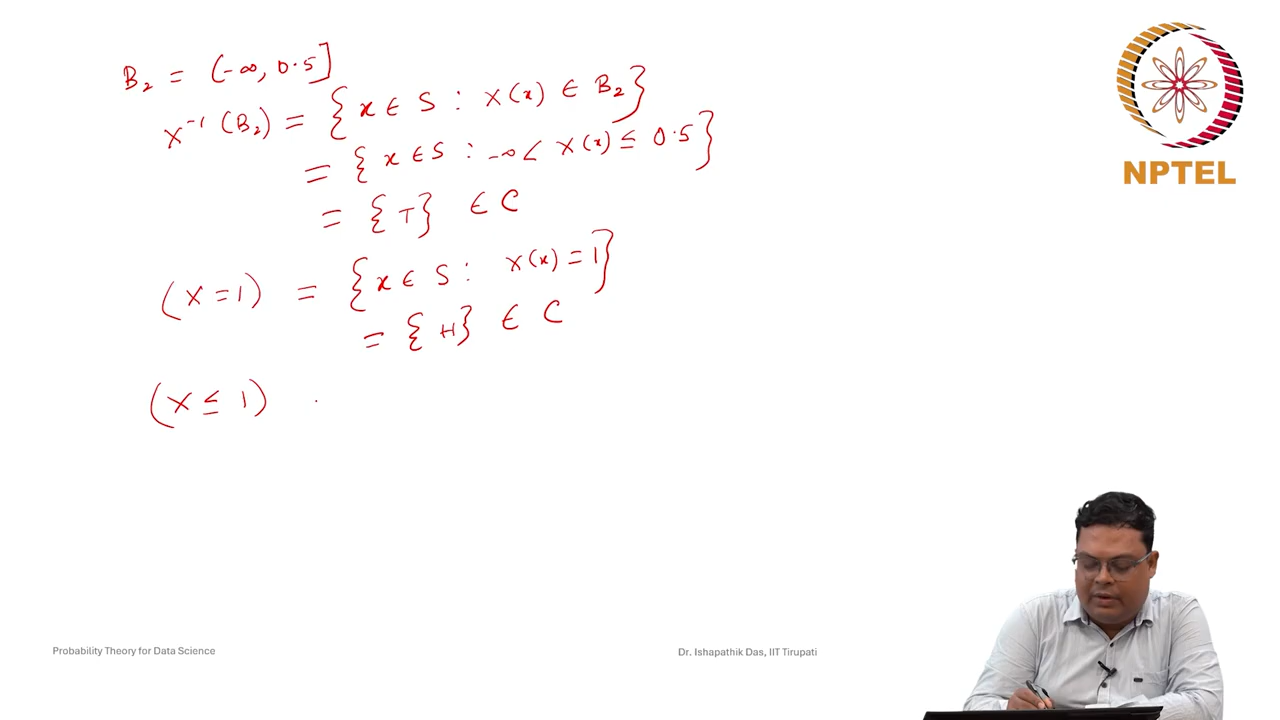 B₂ = (-∞, 0.5]
X⁻¹ (B₂) = { x ∈ S : X(x) ∈ B₂ }
= { x ∈ S : -∞ < X(x) ≤ 0.5 }
= { T } ∈ C
(X = 1) = { x ∈ S : X(x) = 1 }
= { H } ∈ C
(X ≤ 1)
NPTEL
Probability Theory for Data Science
Dr. Ishapathik Das, IIT Tirupati